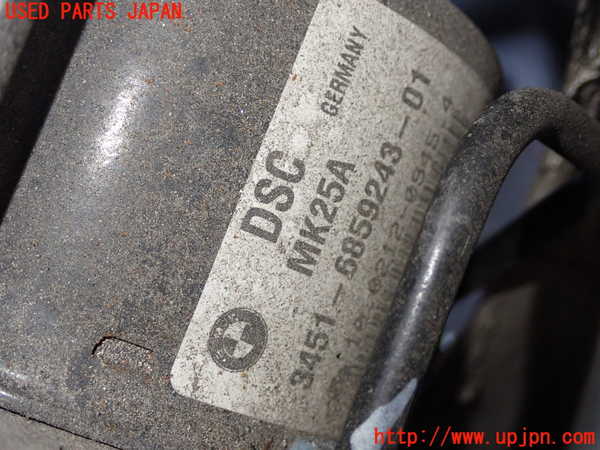 USED PARTS JAPAN
GERMANY
DSC
MK25A
3451-6859243-01
http://www.upjpn.com/